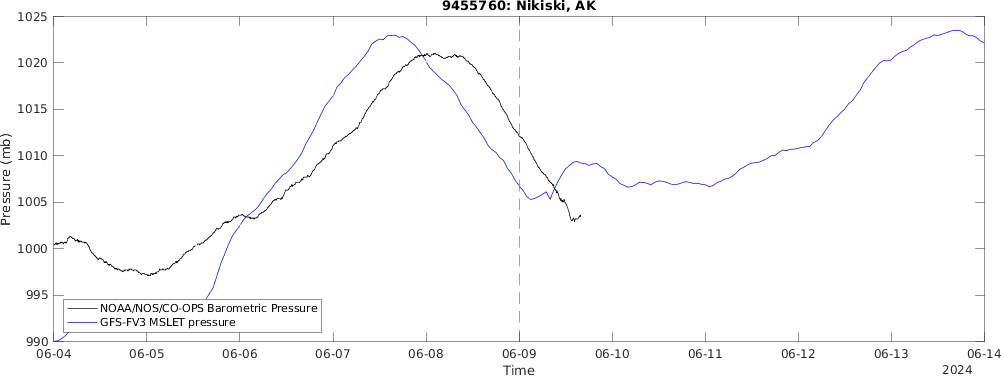 9455760: Nikiski, AK
1025
1020
1015
1010
1005
1000
995
990
Pressure (mb)
NOAA/NOS/CO-OPS Barometric Pressure
GFS-FV3 MSLET pressure
06-04 06-05 06-06 06-07 06-08 06-09 06-10 06-11 06-12 06-13 06-14
Time
2024